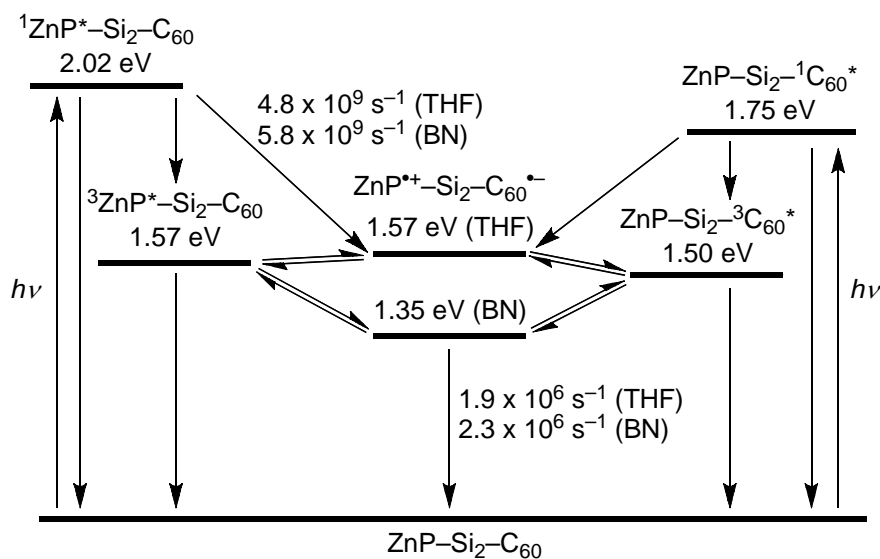 ¹ZnP*–Si₂–C₆₀
2.02 eV
ZnP–Si₂–¹C₆₀*
1.75 eV
4.8 x 10⁹ s⁻¹ (THF)
5.8 x 10⁹ s⁻¹ (BN)
ZnP•⁺–Si₂–C₆₀•⁻
³ZnP*–Si₂–C₆₀
1.57 eV
1.57 eV (THF)
ZnP–Si₂–³C₆₀*
1.50 eV
hν
1.35 eV (BN)
hν
1.9 x 10⁶ s⁻¹ (THF)
2.3 x 10⁶ s⁻¹ (BN)
ZnP–Si₂–C₆₀